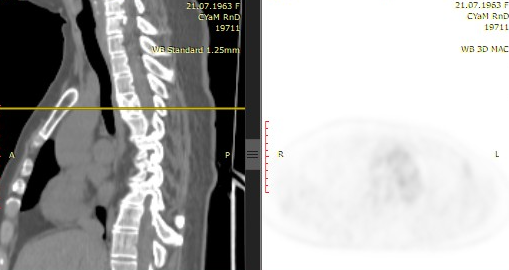 21.07.1963 F
CYaM RnD
19711
WB Standard 1.25mm
A
P
21.07.1963 F
CYaM RnD
19711
WB 3D MAC
R
L